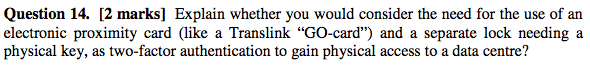 Question 14. [2 marks] Explain whether you would consider the need for the use of an
electronic proximity card (like a Translink “GO-card”) and a separate lock needing a
physical key, as two-factor authentication to gain physical access to a data centre?